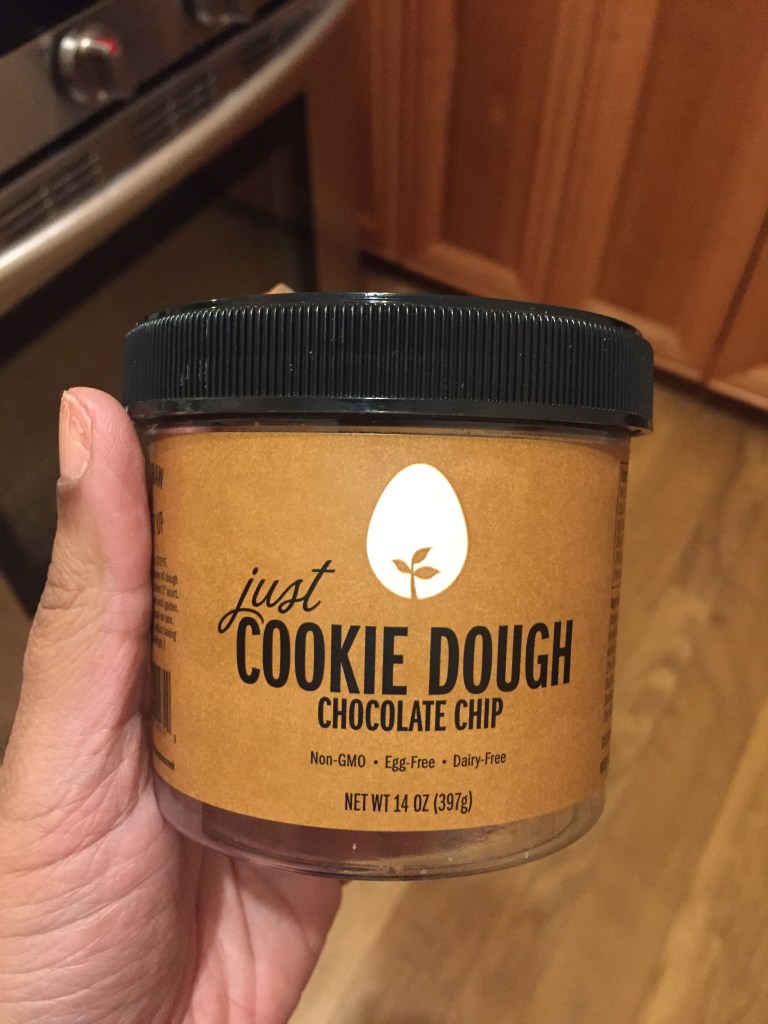 just
COOKIE DOUGH
CHOCOLATE CHIP
Non-GMO • Egg-Free • Dairy-Free
NET WT 14 OZ (397g)